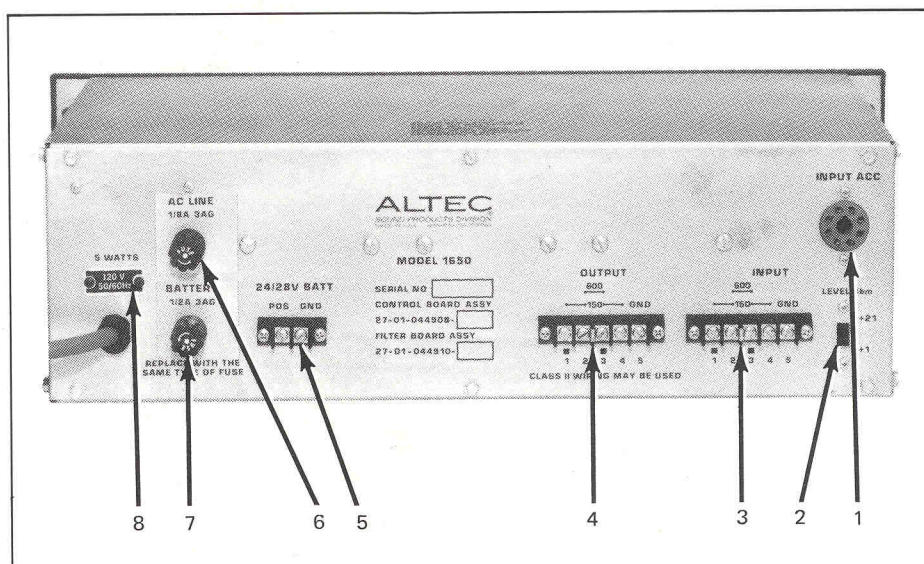 INPUT ACC
AC LINE
1/8A 3AG
ALTEC
SOUND PRODUCTS DIVISION
5 WATTS
MODEL 1650
120 V
50/60Hz
BATTER
1/2A 3AG
24/28V BATT
POS GND
SERIAL NO
CONTROL BOARD ASSY
27-01-044908-
FILTER BOARD ASSY
27-01-044910-
OUTPUT
600
150 GND
1 2 3 4 5
INPUT
600
150 GND
1 2 3 4 5
LEVEL
+21
+1
REPLACE WITH THE
SAME TYPE OF FUSE
CLASS II WIRING MAY BE USED
8 7 6 5 4 3 2 1